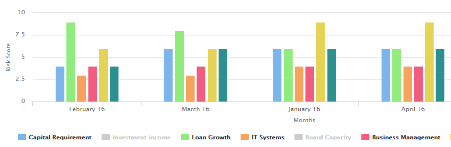 10
7.5
5
2.5
0
Risk Score
February 16
March 16
January 16
April 16
Months
Capital Requirement
Investment Income
Loan Growth
IT Systems
Board Capacity
Business Management